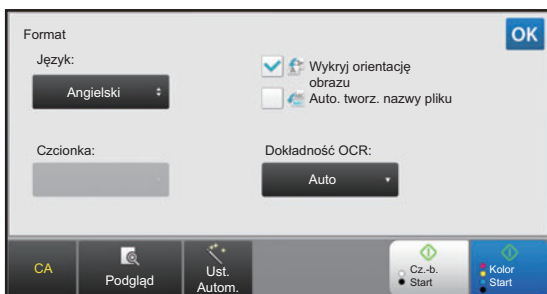 Format
OK
Język:
Angielski
Wykryj orientację
obrazu
Auto. tworz. nazwy pliku
Czcionka:
Dokładność OCR:
Auto
CA
Podgląd
Ust.
Autom.
Cz.-b.
Start
Kolor
Start